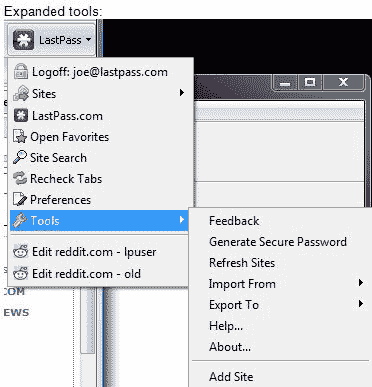 Expanded tools:
LastPass
Logoff: joe@lastpass.com
Sites
LastPass.com
Open Favorites
Site Search
Recheck Tabs
Preferences
Tools
Edit reddit.com - lpuser
Edit reddit.com - old
Feedback
Generate Secure Password
Refresh Sites
Import From
Export To
Help...
About...
Add Site
COM
EWS